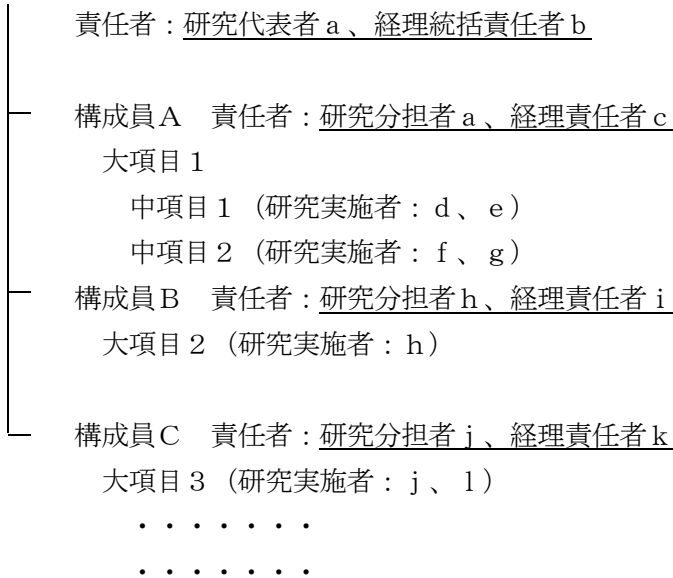 責任者：研究代表者ａ、経理統括責任者ｂ
構成員Ａ　責任者：研究分担者ａ、経理責任者ｃ
大項目１
中項目１（研究実施者：ｄ、ｅ）
中項目２（研究実施者：ｆ、ｇ）
構成員Ｂ　責任者：研究分担者ｈ、経理責任者ｉ
大項目２（研究実施者：ｈ）
構成員Ｃ　責任者：研究分担者ｊ、経理責任者ｋ
大項目３（研究実施者：ｊ、ｌ）
・・・・・・・
・・・・・・・